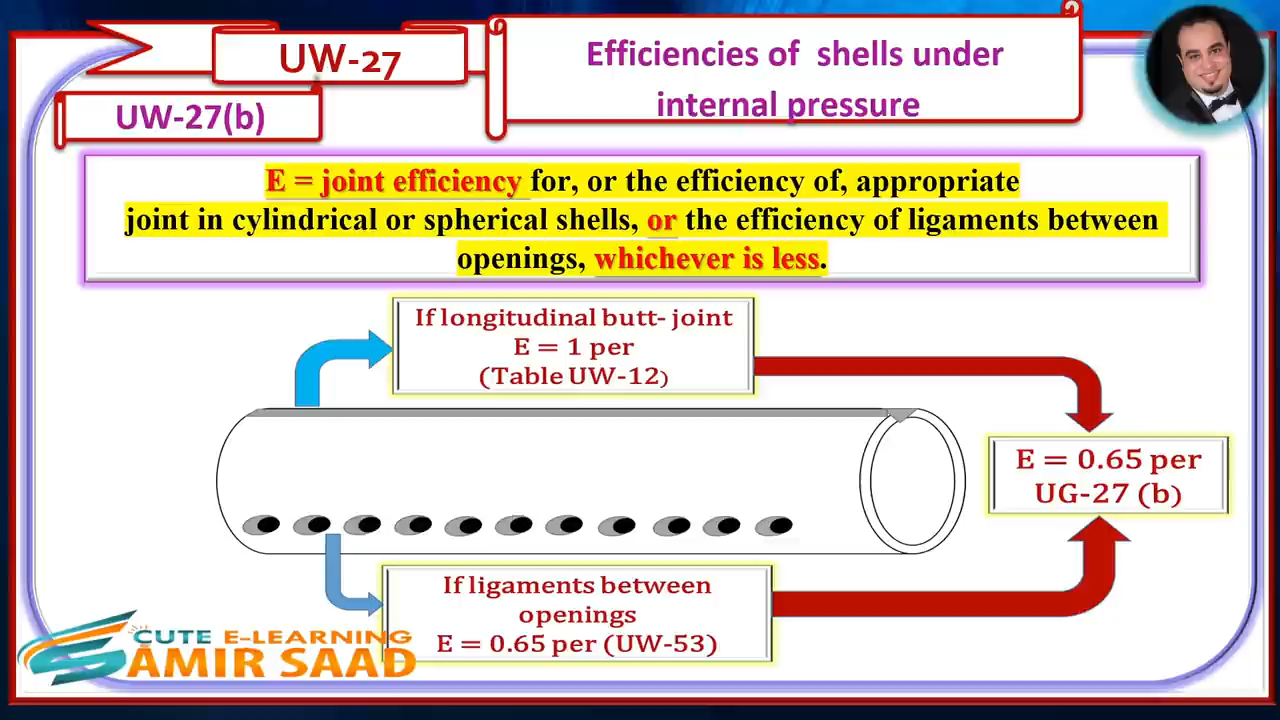 UW-27
UW-27(b)
Efficiencies of shells under
internal pressure
E = joint efficiency for, or the efficiency of, appropriate
joint in cylindrical or spherical shells, or the efficiency of ligaments between
openings, whichever is less.
If longitudinal butt- joint
E = 1 per
(Table UW-12)
E = 0.65 per
UG-27 (b)
If ligaments between
openings
E = 0.65 per (UW-53)
CUTE E-LEARNING
AMIR SAAD